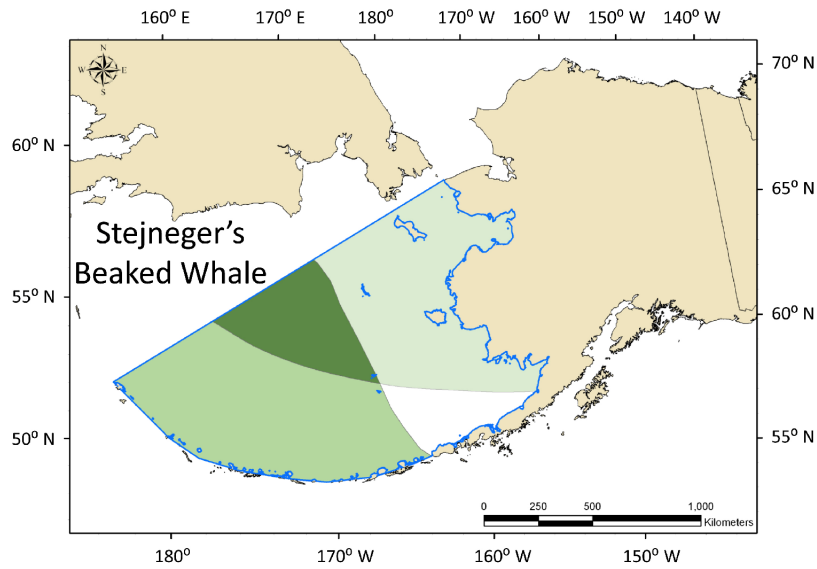 160° E 170° E 180° 170° W 160° W 150° W 140° W
N
W E
S
70° N
60° N
65° N
Stejneger's
Beaked Whale
55° N
60° N
50° N
55° N
0 250 500 1,000
Kilometers
180° 170° W 160° W 150° W